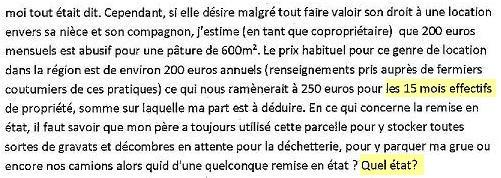 moi tout était dit. Cependant, si elle désire malgré tout faire valoir son droit à une location
envers sa nièce et son compagnon, j'estime (en tant que copropriétaire)  que 200 euros
mensuels est abusif pour une pâture de 600m². Le prix habituel pour ce genre de location
dans la région est de environ 200 euros annuels (renseignements pris auprès de fermiers
coutumiers de ces pratiques) ce qui nous ramènerait à 250 euros pour les 15 mois effectifs
de propriété, somme sur laquelle ma part est à déduire. En ce qui concerne la remise en
état, il faut savoir que mon père a toujours utilisé cette parcelle pour y stocker toutes
sortes de gravats et décombres en attente pour la déchetterie, pour y parquer ma grue ou
encore nos camions alors quid d'une quelconque remise en état ? Quel état?